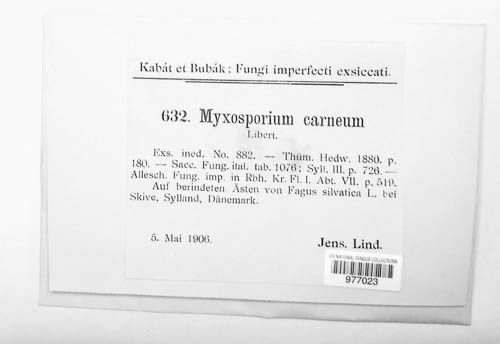 Kabát et Bubák: Fungi imperfecti exsiccati.
632. Myxosporium carneum
Libert.
Exs. ined. No. 882. — Thüm. Hedw. 1880. p.
180. — Sacc. Fung. ital. tab. 1076; Syll. III. p. 726. —
Allesch. Fung. imp. in Rbh. Kr. Fl. I. Abt. VII. p. 519.
Auf berindeten Ästen von Fagus silvatica L. bei
Skive, Sylland, Dänemark.
5. Mai 1906.
Jens. Lind.
US NATIONAL FUNGUS COLLECTIONS
977023